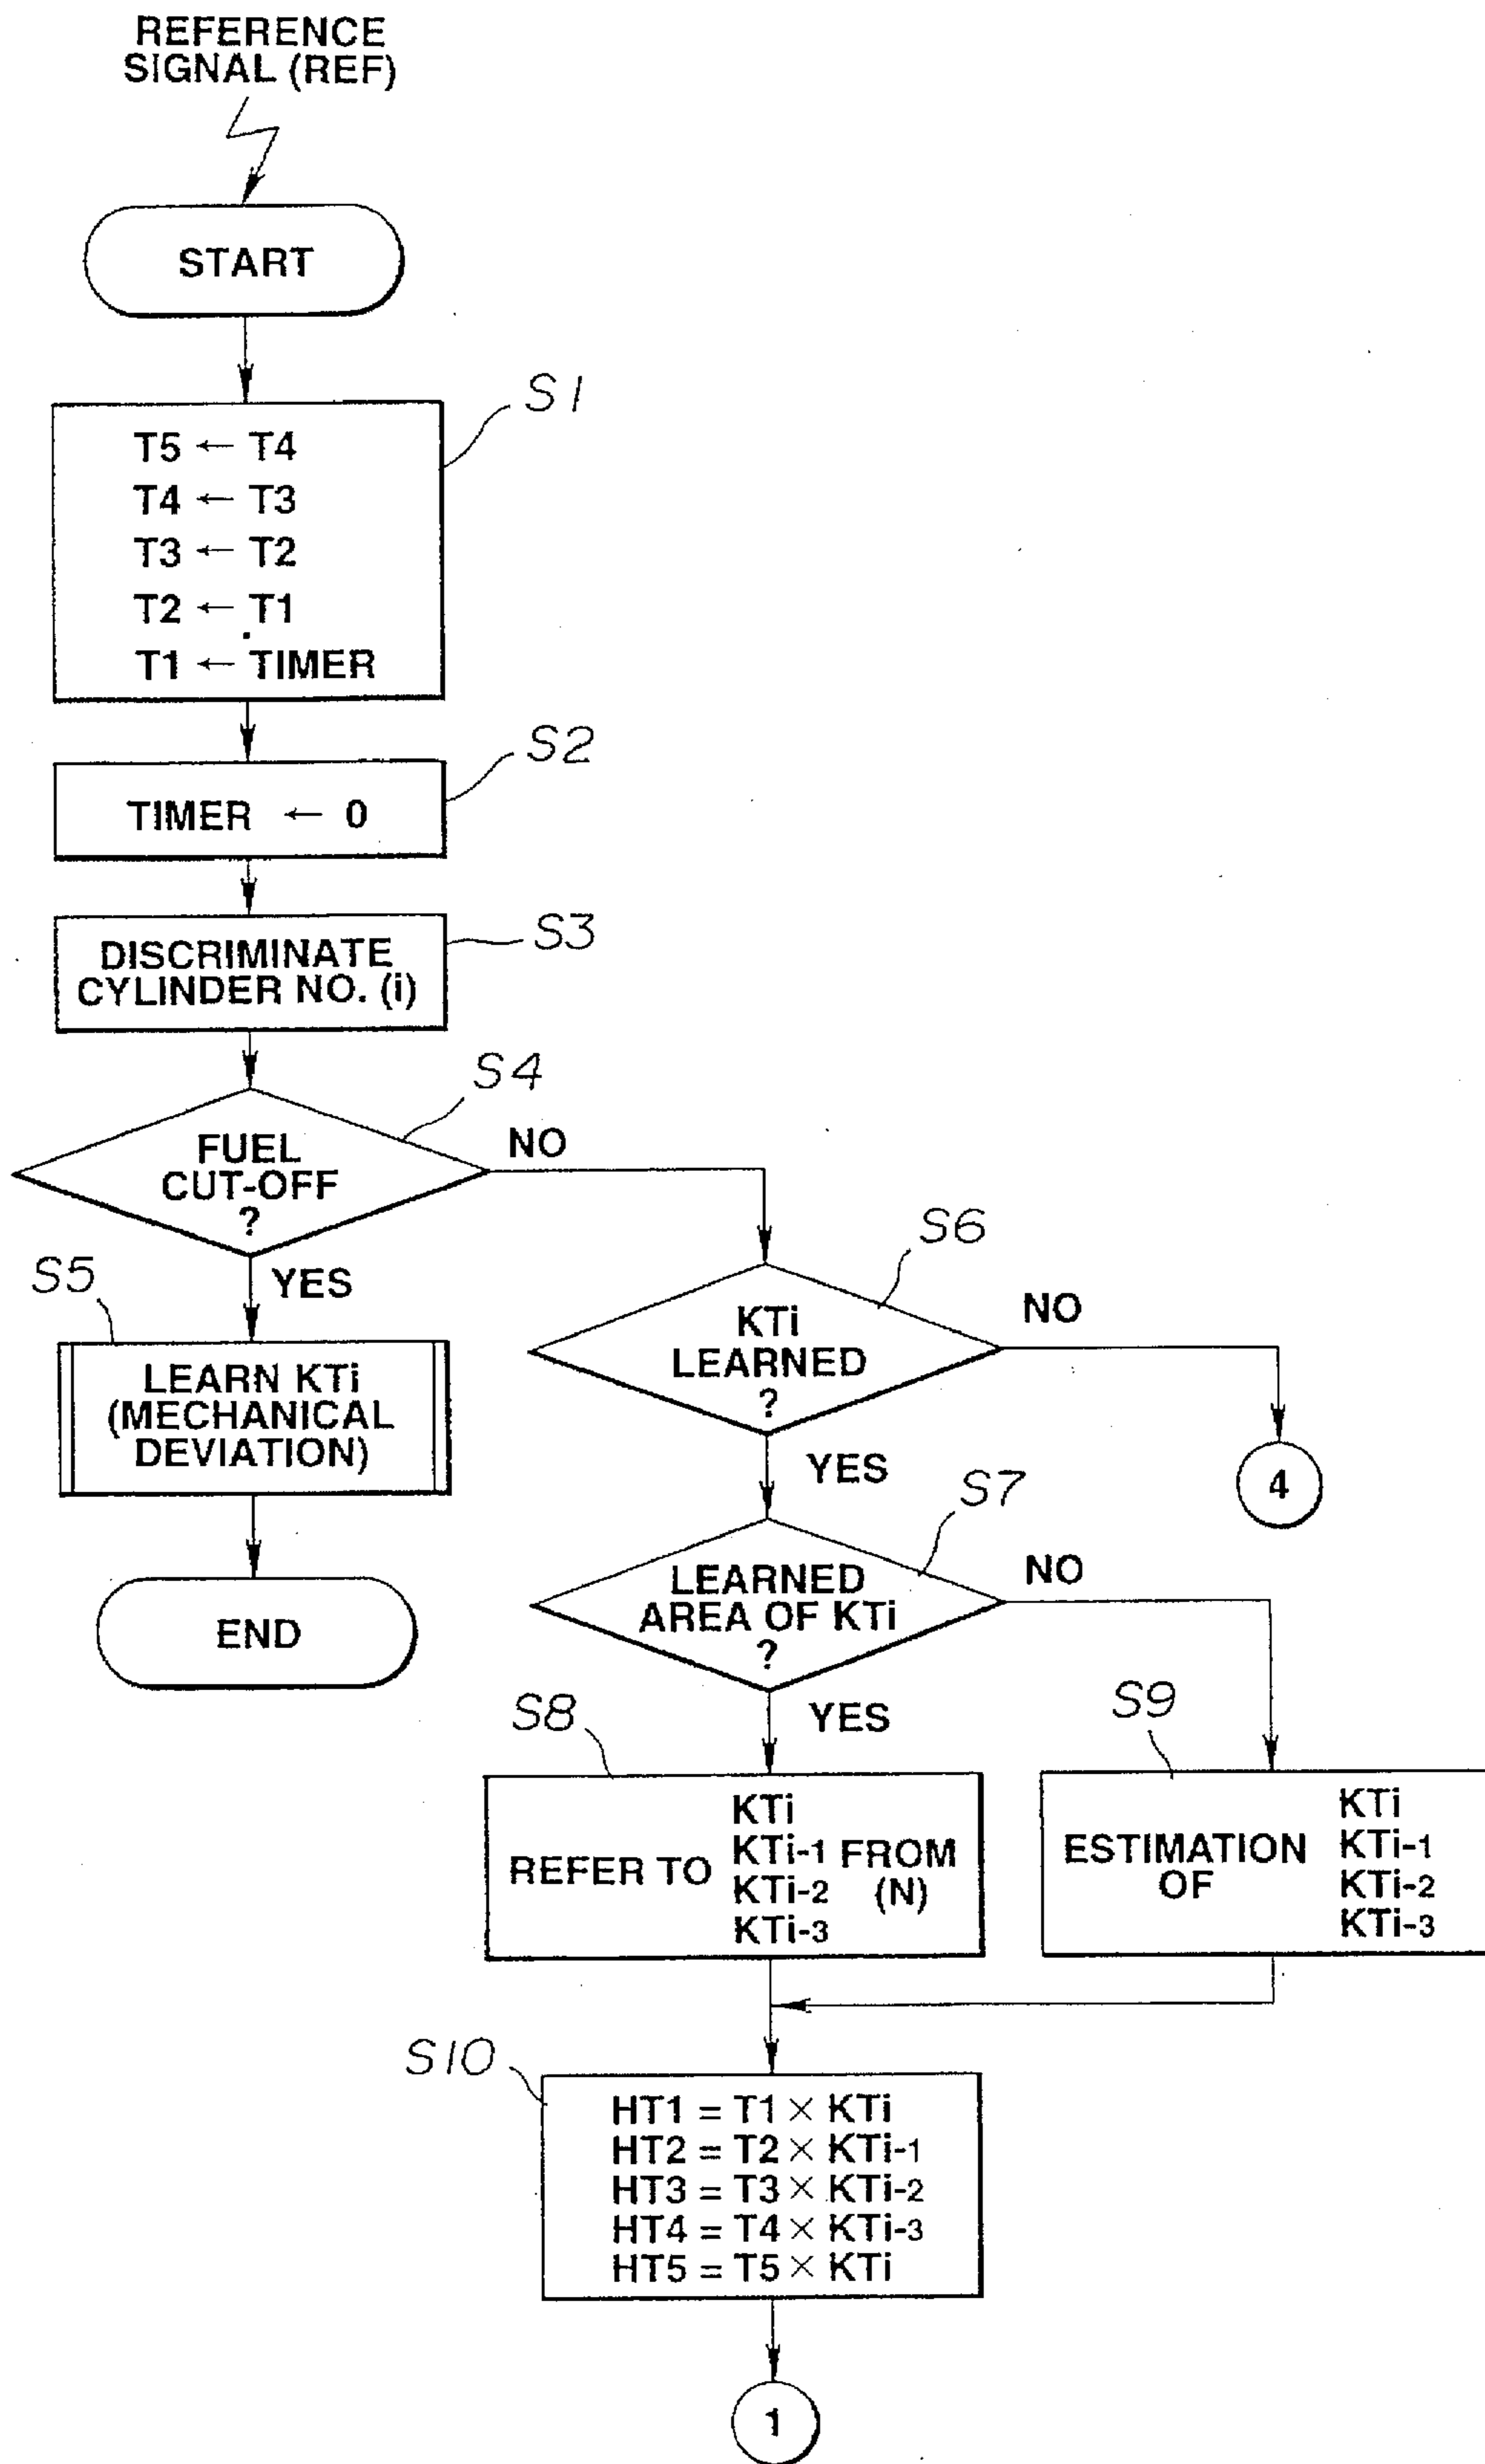 REFERENCE
SIGNAL (REF)
START
S1
T5 ← T4
T4 ← T3
T3 ← T2
T2 ← T1
T1 ← TIMER
S2
TIMER ← 0
S3
DISCRIMINATE
CYLINDER NO. (i)
S4
FUEL
CUT-OFF
?
NO
YES
S5
LEARN KTi
(MECHANICAL
DEVIATION)
END
S6
KTi
LEARNED
?
NO
4
YES
S7
LEARNED
AREA OF KTi
?
NO
YES
S8
REFER TO
KTi
KTi-1
KTi-2
KTi-3
FROM
(N)
S9
ESTIMATION
OF
KTi
KTi-1
KTi-2
KTi-3
S10
HT1 = T1 × KTi
HT2 = T2 × KTi-1
HT3 = T3 × KTi-2
HT4 = T4 × KTi-3
HT5 = T5 × KTi
1